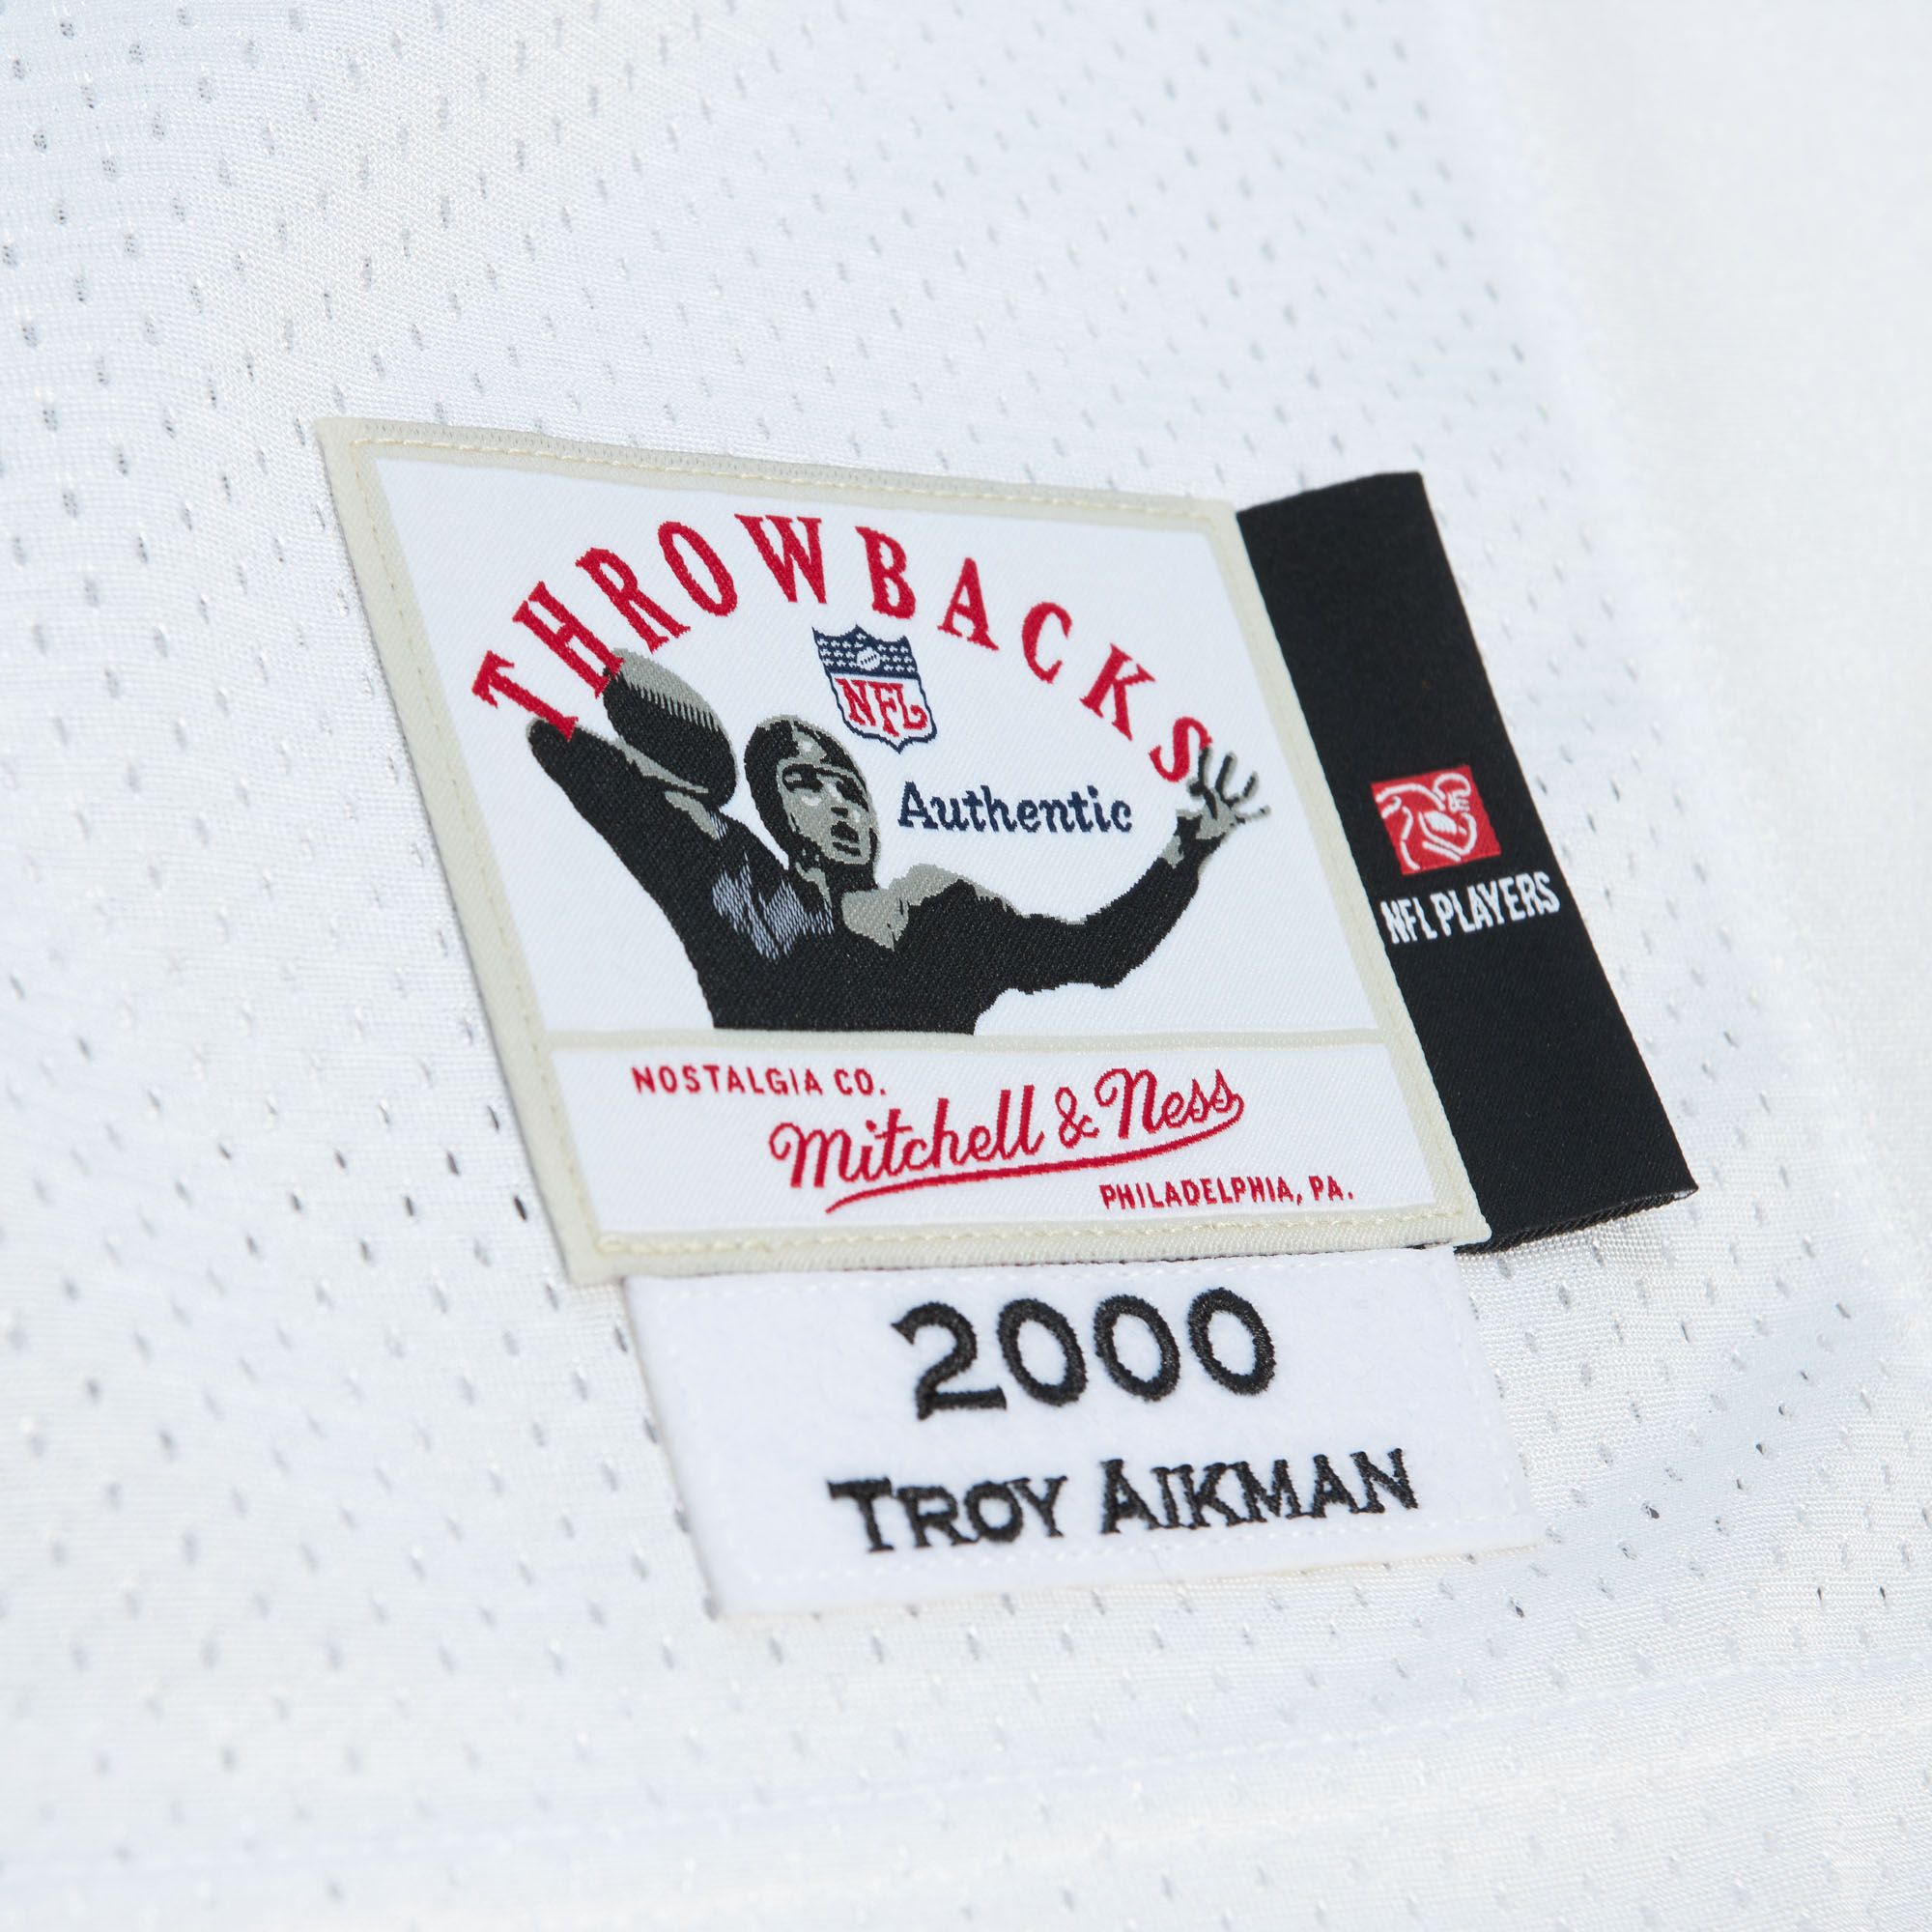 THROWBACKS
NFL
Authentic
NFL PLAYERS
NOSTALGIA CO.
Mitchell & Ness
PHILADELPHIA, PA.
2000
TROY AIKMAN